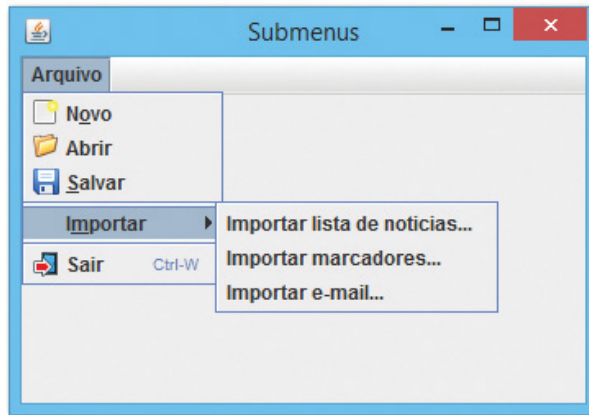 Submenus
Arquivo
Novo
Abrir
Salvar
Importar
Importar lista de noticias...
Importar marcadores...
Importar e-mail...
Sair Ctrl-W